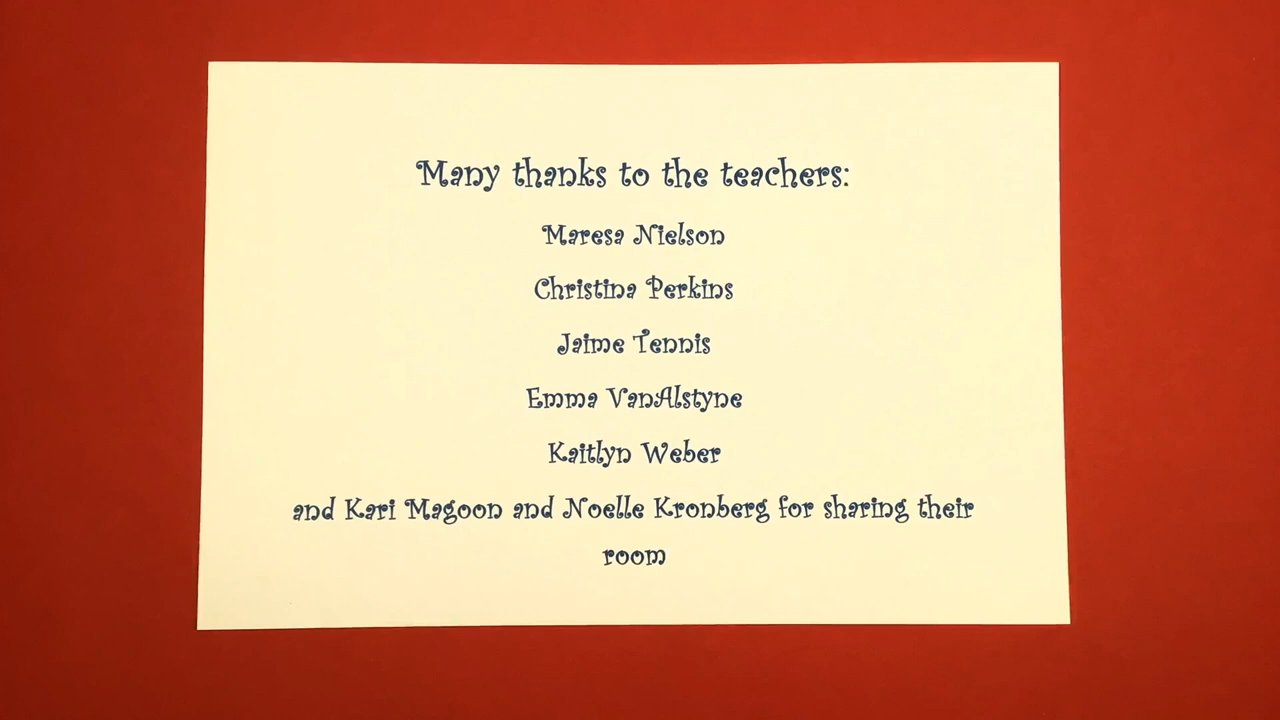 Many thanks to the teachers:
Maresa Nielson
Christina Perkins
Jaime Tennis
Emma VanAlstyne
Kaitlyn Weber
and Kari Magoon and Noelle Kronberg for sharing their
room